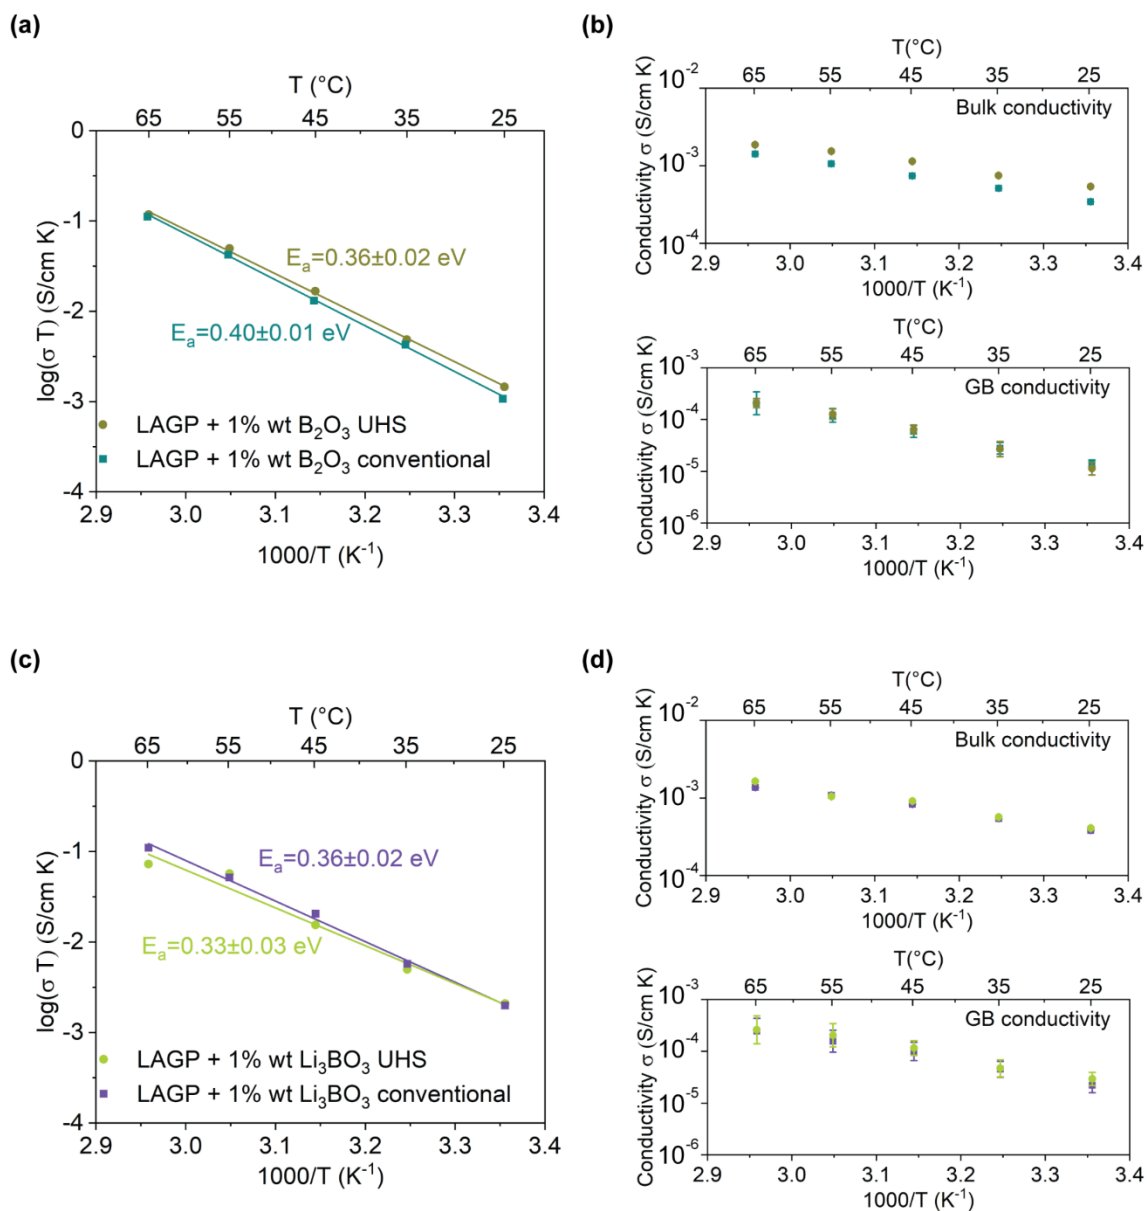 (a)
T (°C)
65 55 45 35 25
0
-1
-2
-3
-4
log(σ T) (S/cm K)
Eₐ=0.36±0.02 eV
Eₐ=0.40±0.01 eV
LAGP + 1% wt B₂O₃ UHS
LAGP + 1% wt B₂O₃ conventional
2.9 3.0 3.1 3.2 3.3 3.4
1000/T (K⁻¹)
(b)
T(°C)
65 55 45 35 25
10⁻²
Bulk conductivity
10⁻³
10⁻⁴
Conductivity σ (S/cm K)
2.9 3.0 3.1 3.2 3.3 3.4
1000/T (K⁻¹)
T(°C)
65 55 45 35 25
10⁻³
GB conductivity
10⁻⁴
10⁻⁵
10⁻⁶
Conductivity σ (S/cm K)
2.9 3.0 3.1 3.2 3.3 3.4
1000/T (K⁻¹)
(c)
T (°C)
65 55 45 35 25
0
-1
-2
-3
-4
log(σ T) (S/cm K)
Eₐ=0.36±0.02 eV
Eₐ=0.33±0.03 eV
LAGP + 1% wt Li₃BO₃ UHS
LAGP + 1% wt Li₃BO₃ conventional
2.9 3.0 3.1 3.2 3.3 3.4
1000/T (K⁻¹)
(d)
T(°C)
65 55 45 35 25
10⁻²
Bulk conductivity
10⁻³
10⁻⁴
Conductivity σ (S/cm K)
2.9 3.0 3.1 3.2 3.3 3.4
1000/T (K⁻¹)
T(°C)
65 55 45 35 25
10⁻³
GB conductivity
10⁻⁴
10⁻⁵
10⁻⁶
Conductivity σ (S/cm K)
2.9 3.0 3.1 3.2 3.3 3.4
1000/T (K⁻¹)